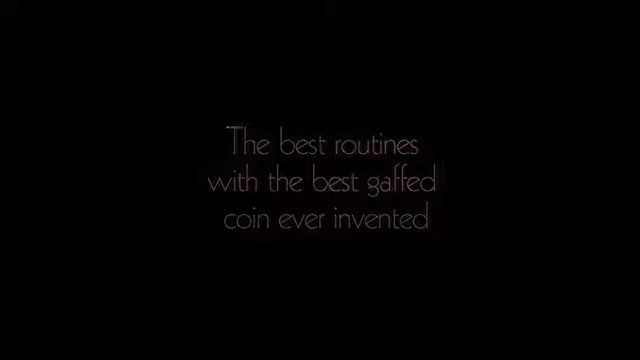 The best routines
with the best gaffed
coin ever invented